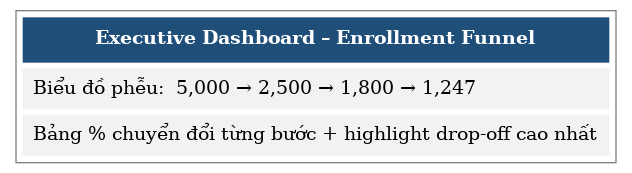 Executive Dashboard – Enrollment Funnel
Biểu đồ phễu:  5,000 → 2,500 → 1,800 → 1,247
Bảng % chuyển đổi từng bước + highlight drop-off cao nhất